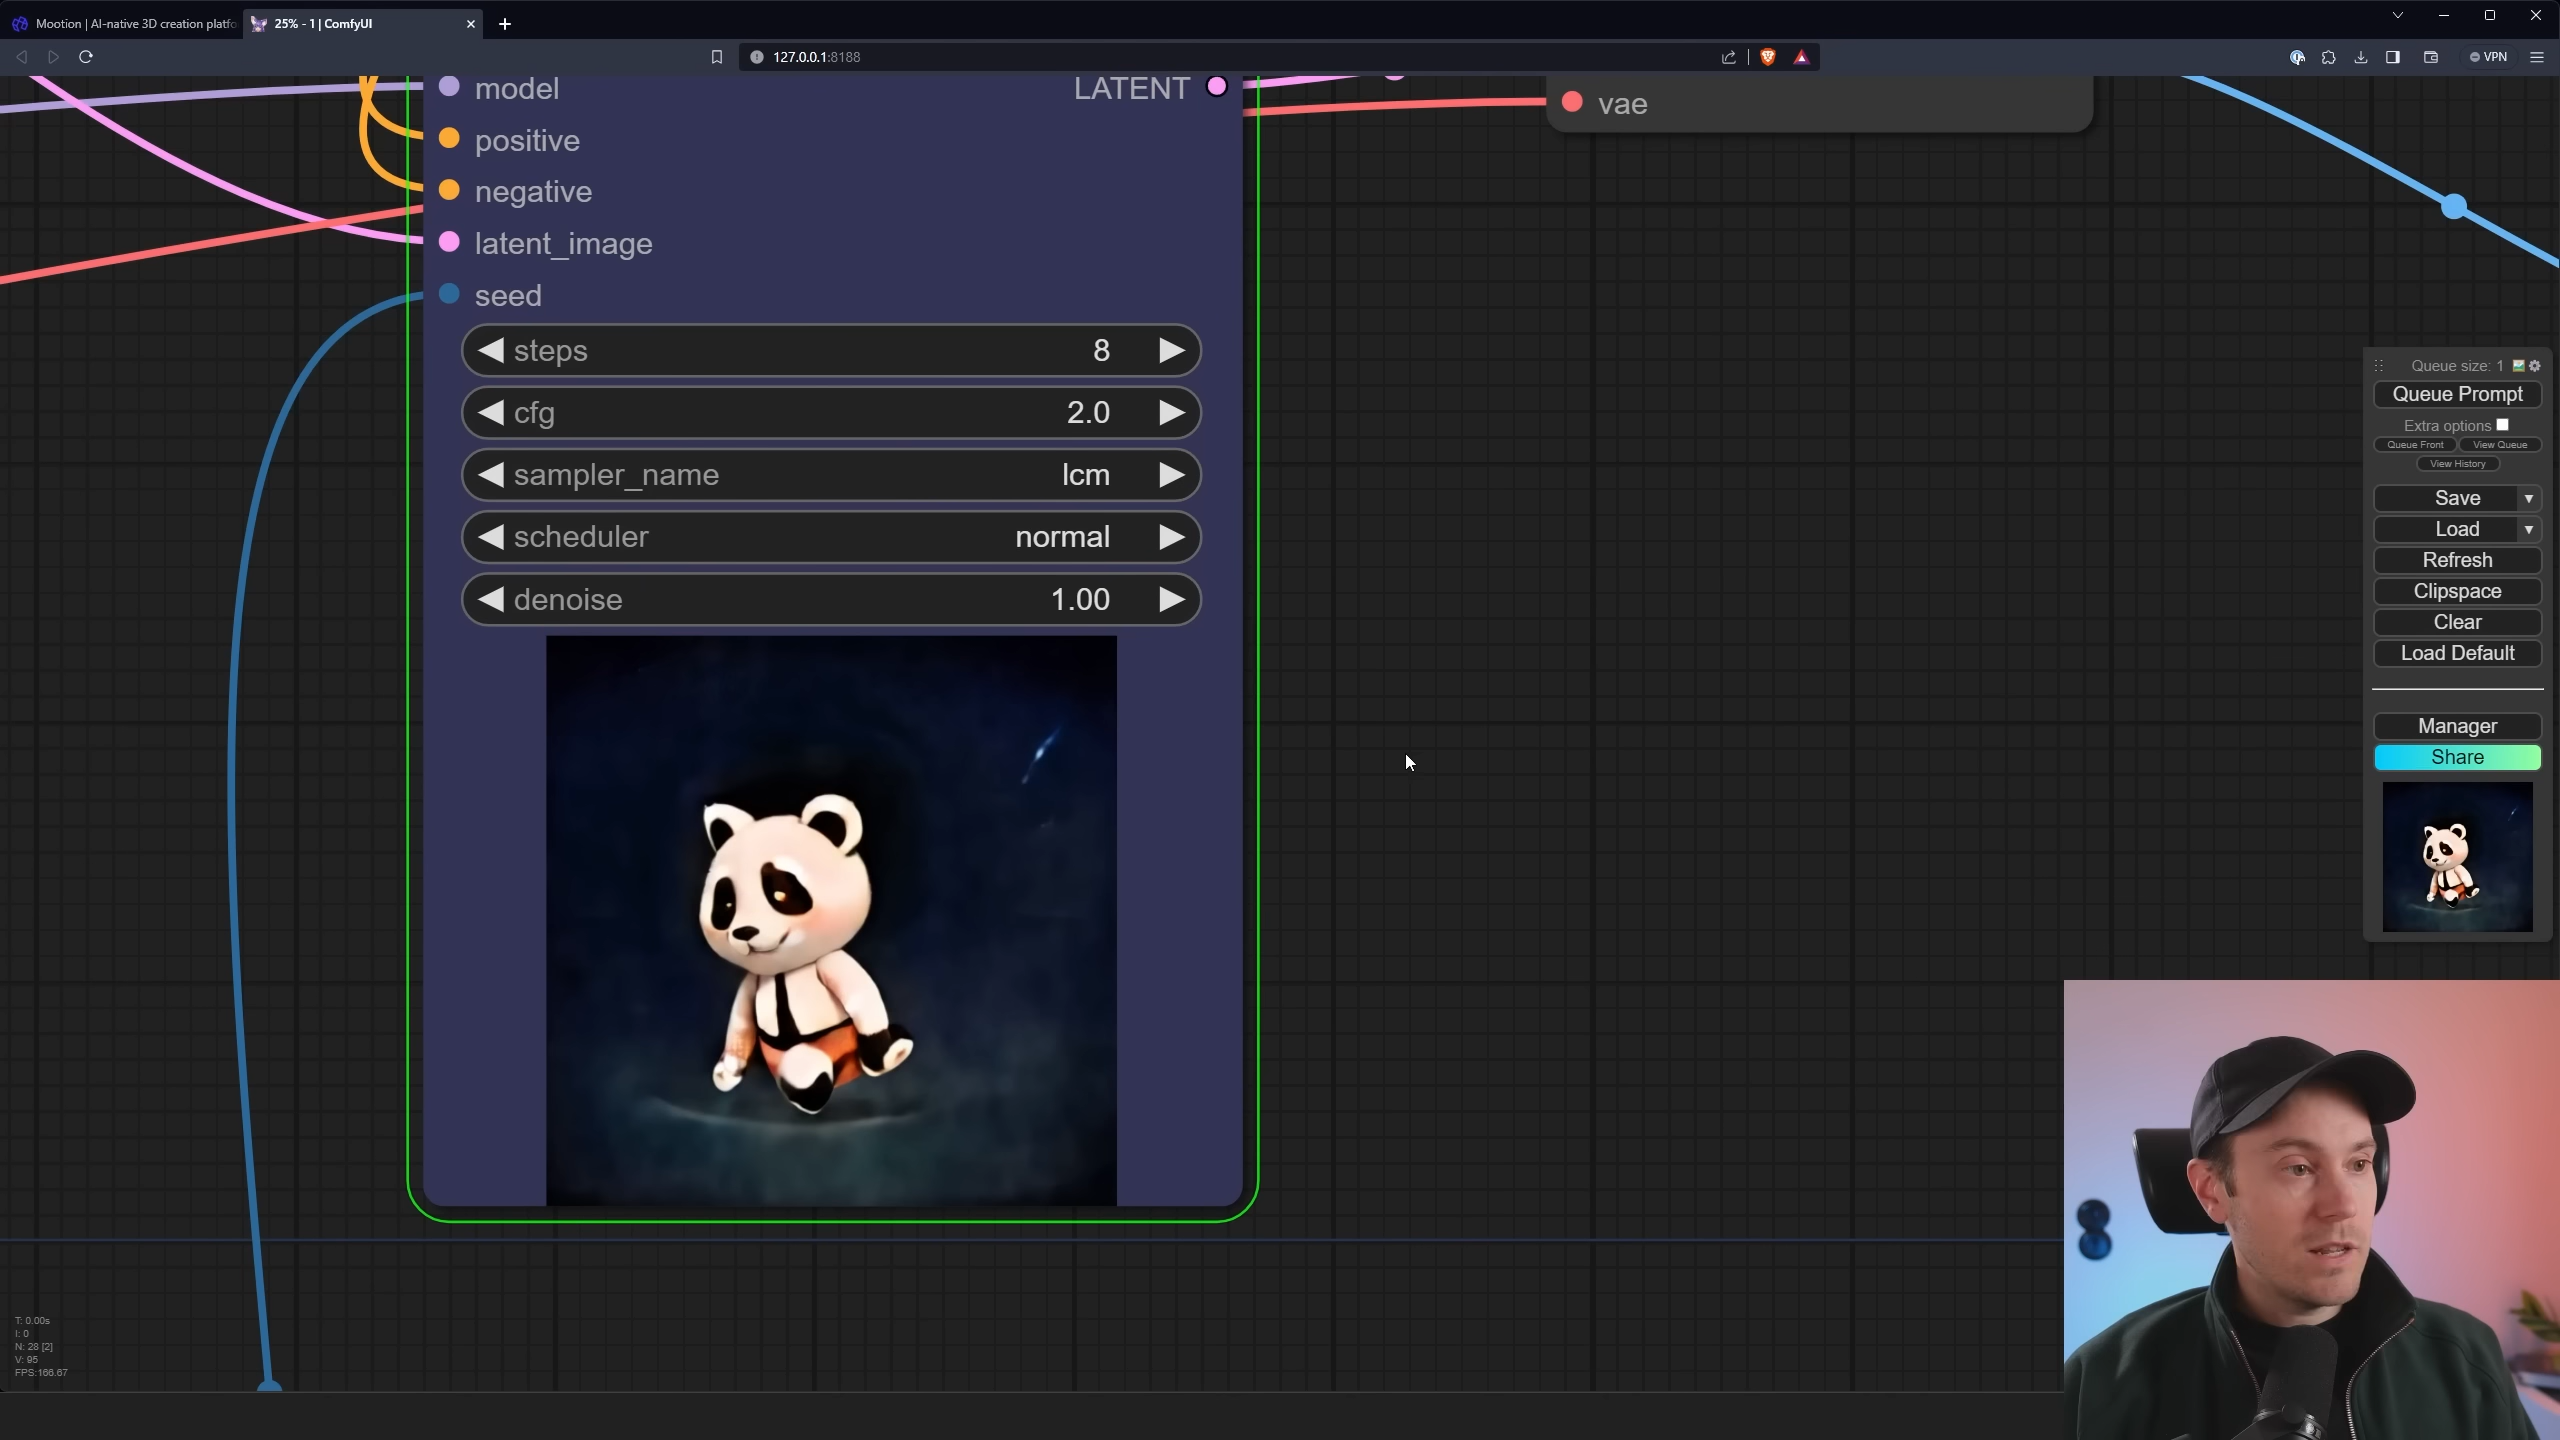 Mootion | AI-native 3D creation platfo
25% - 1 | ComfyUI
127.0.0.1:8188
VPN
model
LATENT
positive
negative
latent_image
seed
steps 8
cfg 2.0
sampler_name lcm
scheduler normal
denoise 1.00
vae
Queue size: 1
Queue Prompt
Extra options
Queue Front View Queue
View History
Save
Load
Refresh
Clipspace
Clear
Load Default
Manager
Share
T: 0.00s
I: 0
N: 28 [2]
V: 95
FPS:166.67